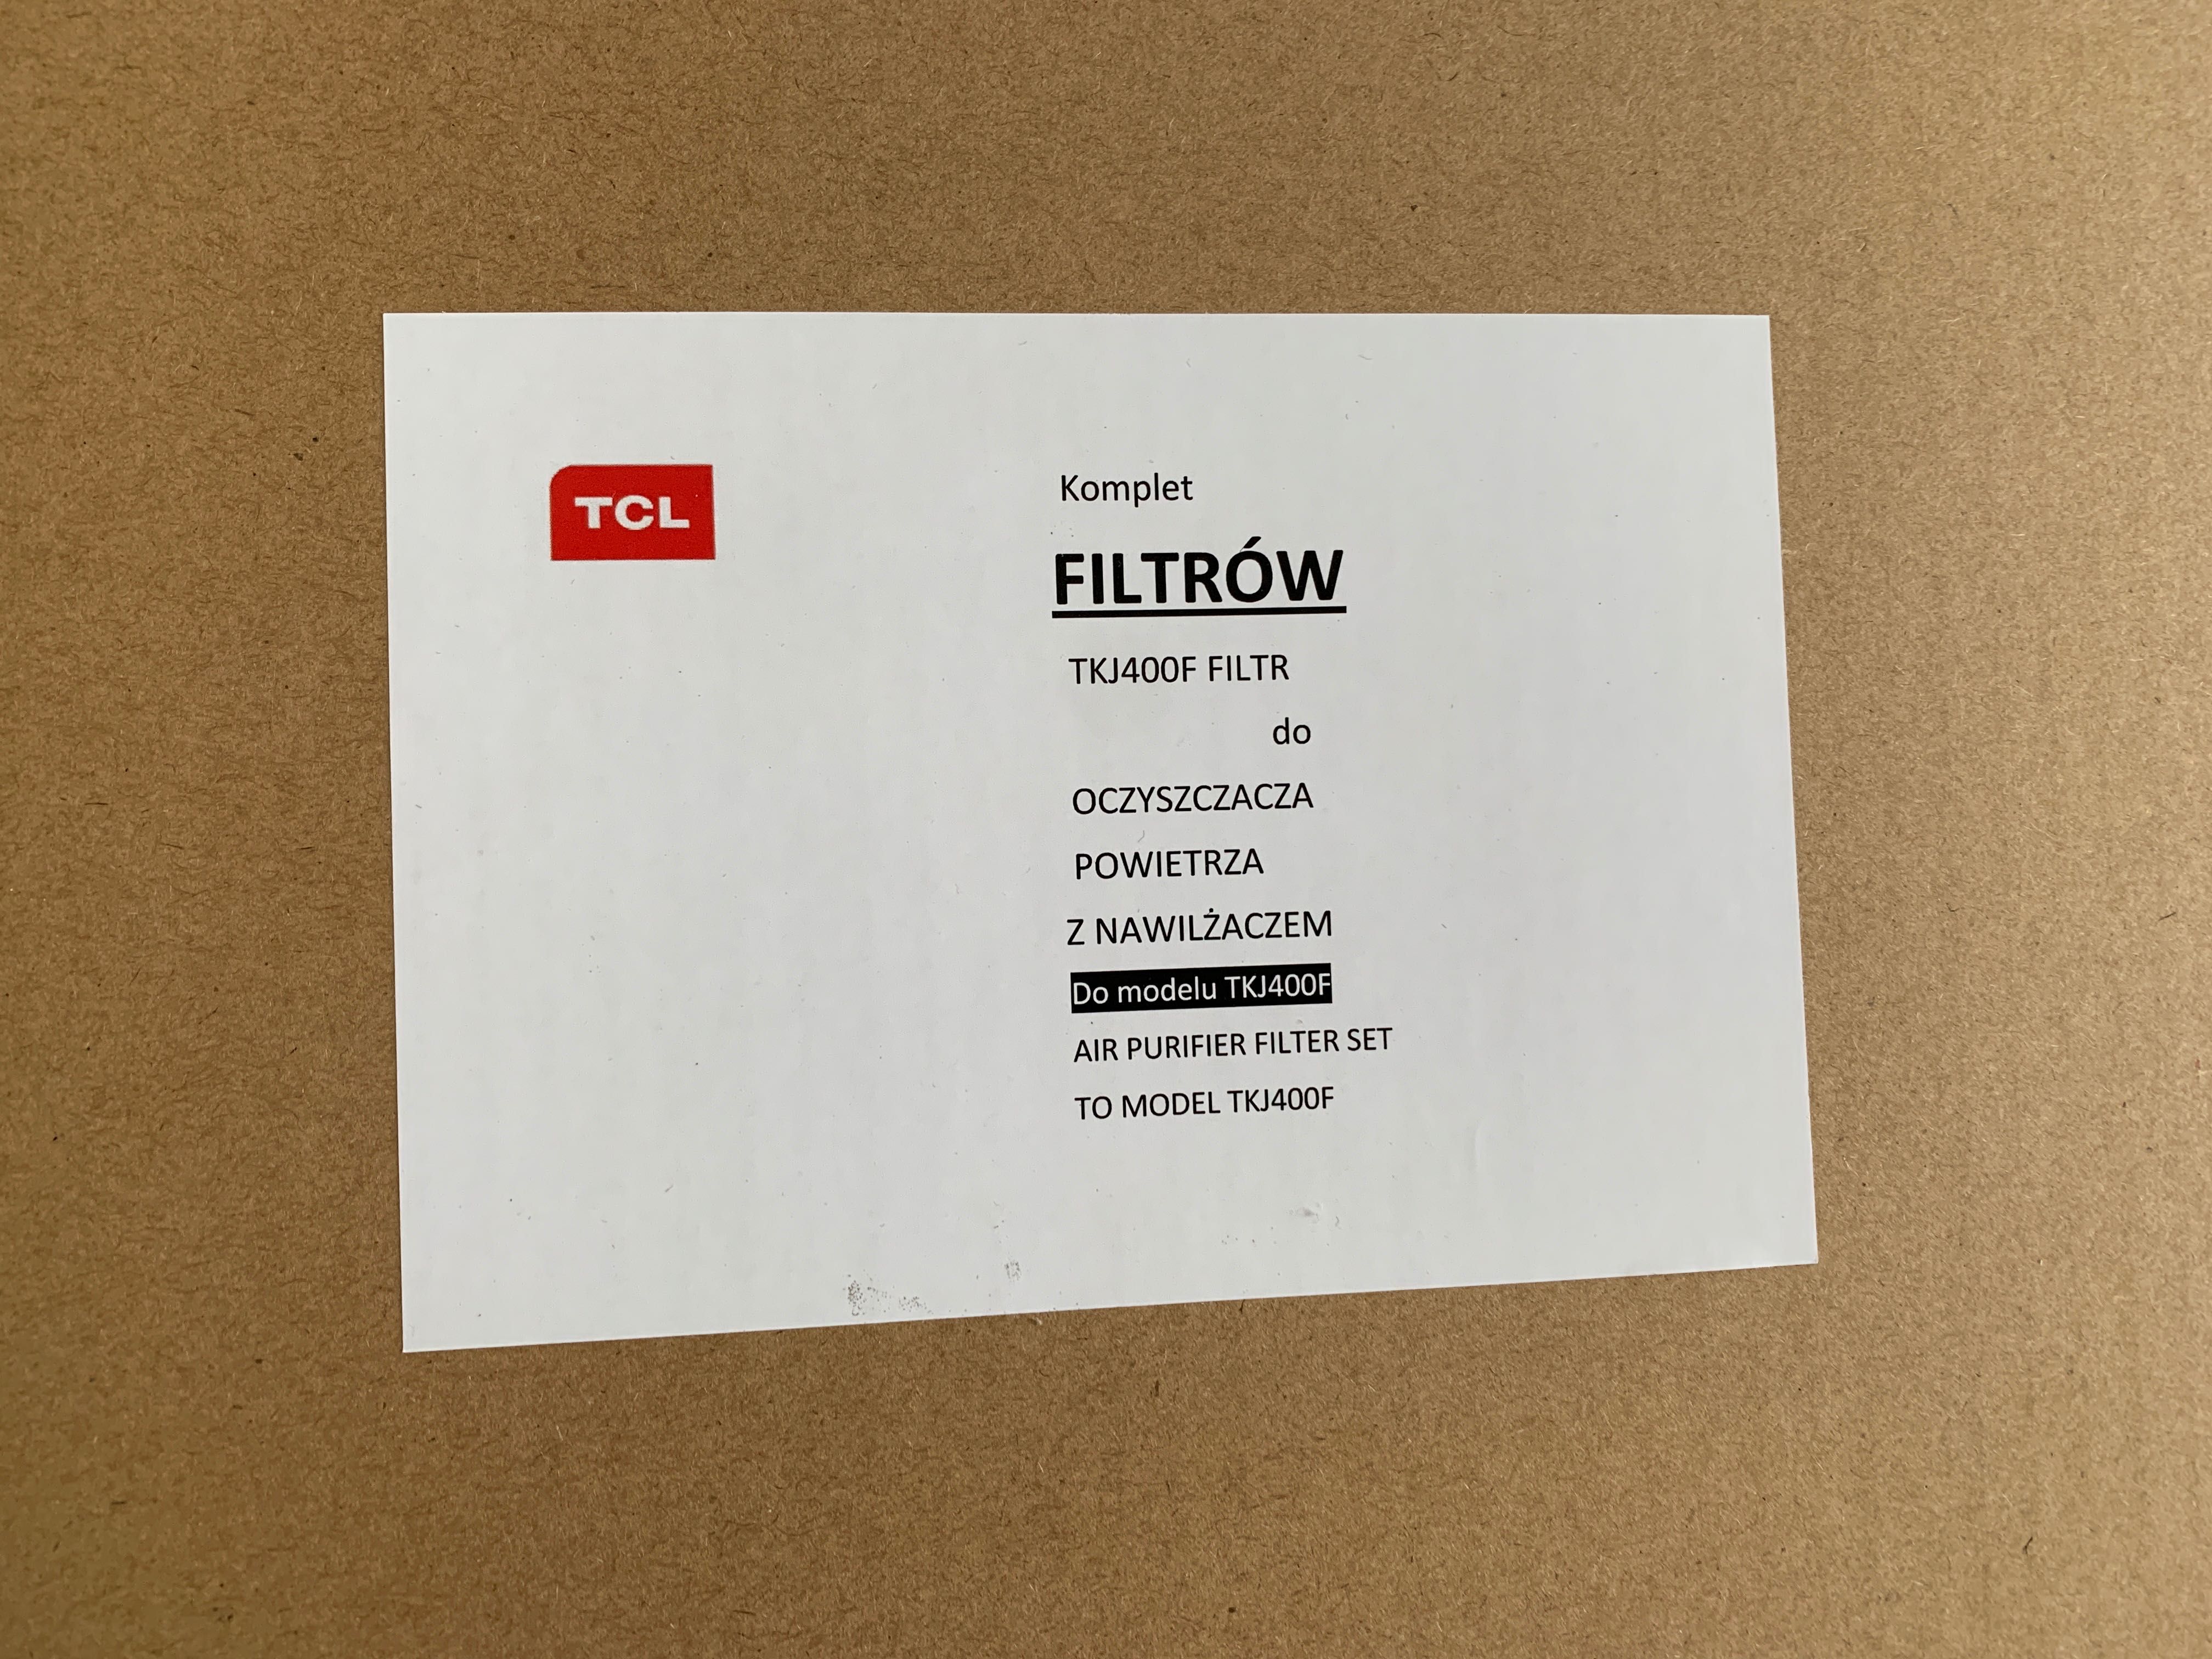 TCL
Komplet
FILTRÓW
TKJ400F FILTR
do
OCZYSZCZACZA
POWIETRZA
Z NAWILŻACZEM
Do modelu TKJ400F
AIR PURIFIER FILTER SET
TO MODEL TKJ400F